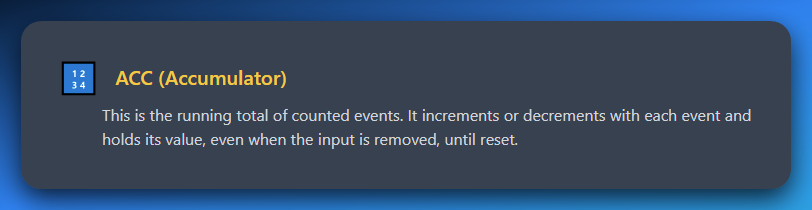 1 2
3 4
ACC (Accumulator)
This is the running total of counted events. It increments or decrements with each event and
holds its value, even when the input is removed, until reset.